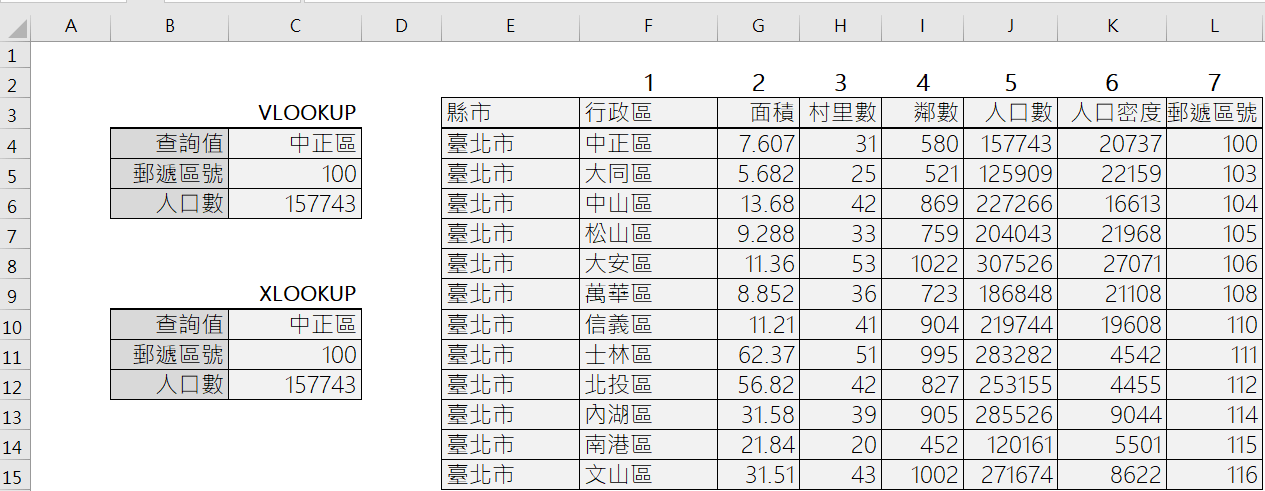 A B C D E F G H I J K L
1
2 1 2 3 4 5 6 7
3 VLOOKUP 縣市 行政區 面積 村里數 鄰數 人口數 人口密度 郵遞區號
4 查詢值 中正區 臺北市 中正區 7.607 31 580 157743 20737 100
5 郵遞區號 100 臺北市 大同區 5.682 25 521 125909 22159 103
6 人口數 157743 臺北市 中山區 13.68 42 869 227266 16613 104
7 臺北市 松山區 9.288 33 759 204043 21968 105
8 臺北市 大安區 11.36 53 1022 307526 27071 106
9 XLOOKUP 臺北市 萬華區 8.852 36 723 186848 21108 108
10 查詢值 中正區 臺北市 信義區 11.21 41 904 219744 19608 110
11 郵遞區號 100 臺北市 士林區 62.37 51 995 283282 4542 111
12 人口數 157743 臺北市 北投區 56.82 42 827 253155 4455 112
13 臺北市 內湖區 31.58 39 905 285526 9044 114
14 臺北市 南港區 21.84 20 452 120161 5501 115
15 臺北市 文山區 31.51 43 1002 271674 8622 116